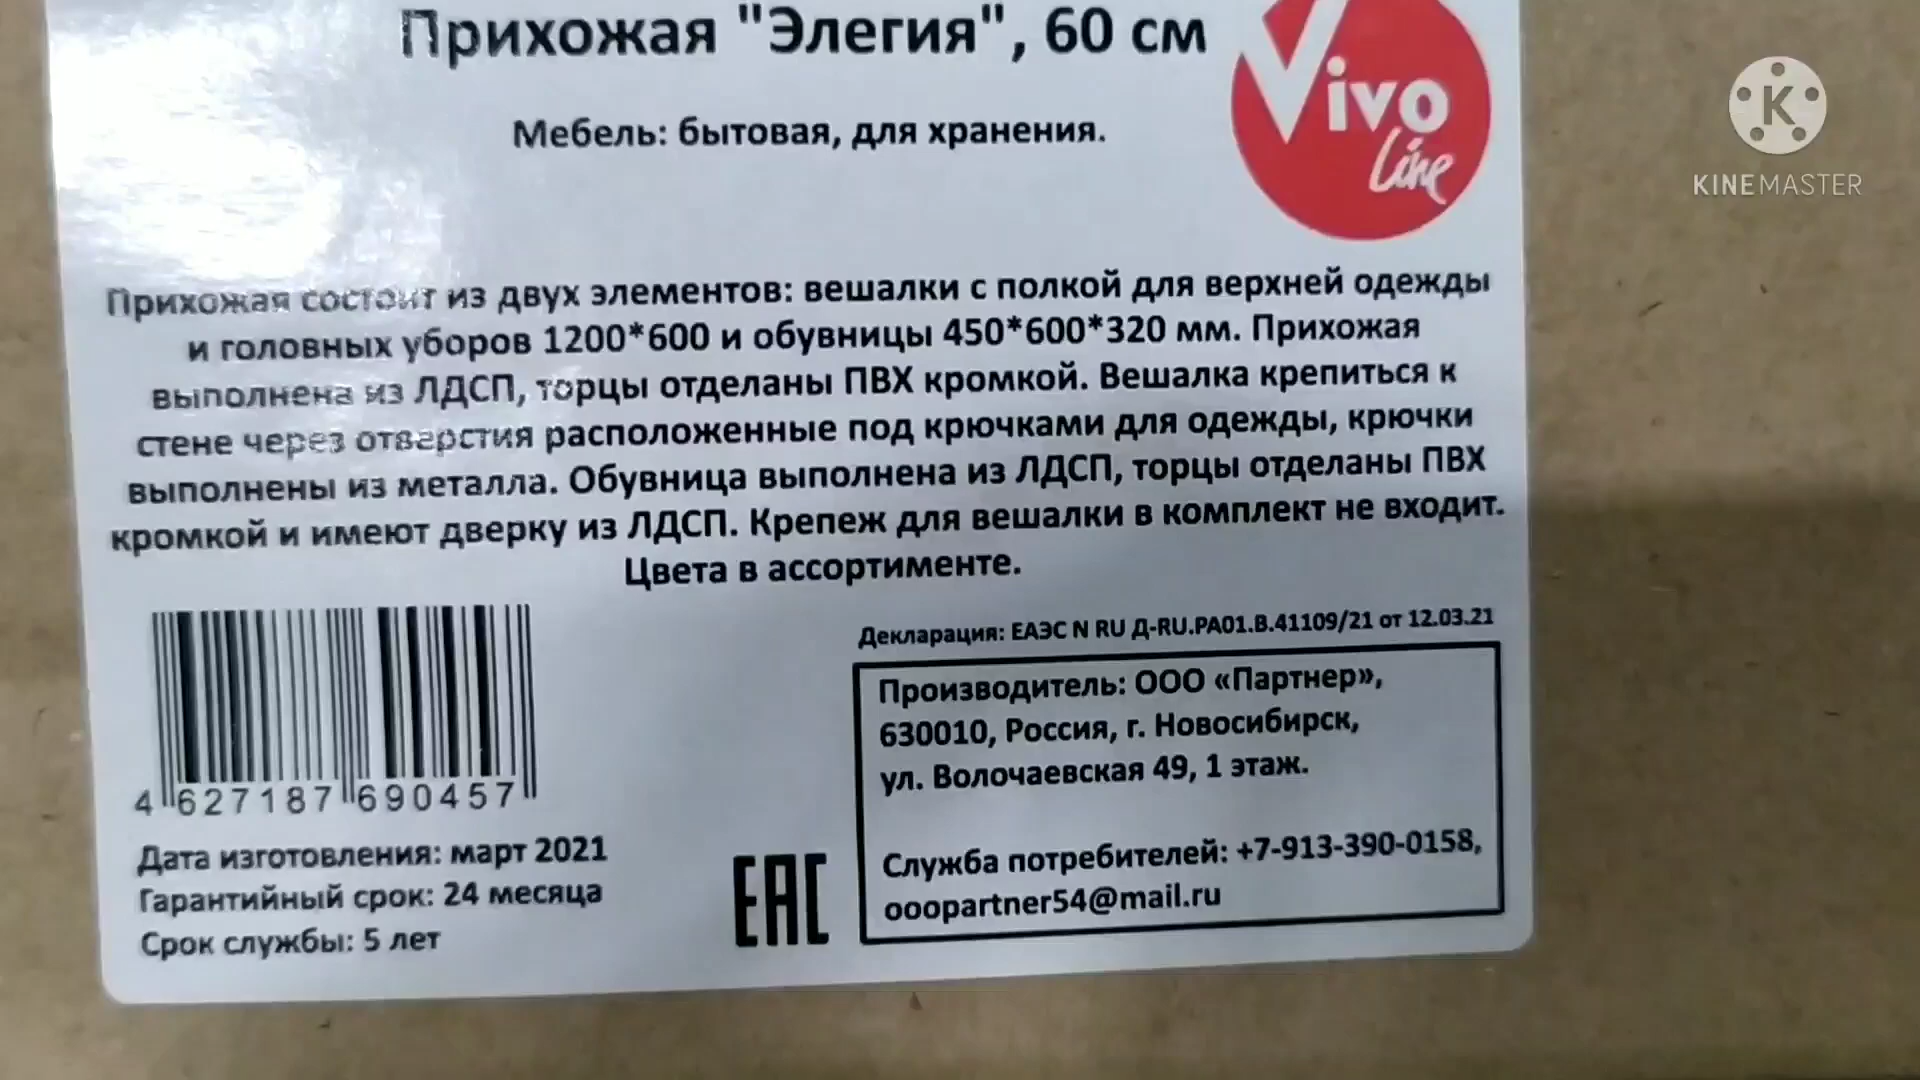 Прихожая "Элегия", 60 см
Vivo
Line
KINEMASTER
Мебель: бытовая, для хранения.
Прихожая состоит из двух элементов: вешалки с полкой для верхней одежды
и головных уборов 1200*600 и обувницы 450*600*320 мм. Прихожая
выполнена из ЛДСП, торцы отделаны ПВХ кромкой. Вешалка крепиться к
стене через отверстия расположенные под крючками для одежды, крючки
выполнены из металла. Обувница выполнена из ЛДСП, торцы отделаны ПВХ
кромкой и имеют дверку из ЛДСП. Крепеж для вешалки в комплект не входит.
Цвета в ассортименте.
4 627187 690457
Дата изготовления: март 2021
Гарантийный срок: 24 месяца
Срок службы: 5 лет
EAC
Декларация: ЕАЭС N RU Д-RU.РА01.В.41109/21 от 12.03.21
Производитель: ООО «Партнер»,
630010, Россия, г. Новосибирск,
ул. Волочаевская 49, 1 этаж.
Служба потребителей: +7-913-390-0158,
ooopartner54@mail.ru